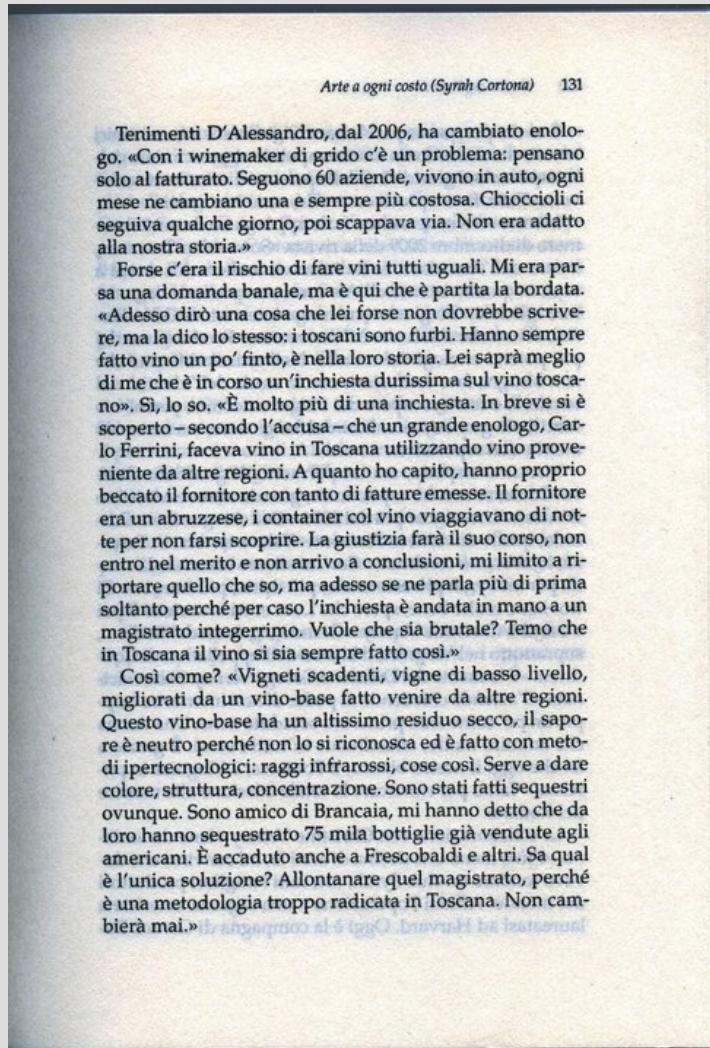 Arte a ogni costo (Syrah Cortona) 131
Tenimenti D'Alessandro, dal 2006, ha cambiato enolo-
go. «Con i winemaker di grido c'è un problema: pensano
solo al fatturato. Seguono 60 aziende, vivono in auto, ogni
mese ne cambiano una e sempre più costosa. Chioccioli ci
seguiva qualche giorno, poi scappava via. Non era adatto
alla nostra storia.»
Forse c'era il rischio di fare vini tutti uguali. Mi era par-
sa una domanda banale, ma è qui che è partita la bordata.
«Adesso dirò una cosa che lei forse non dovrebbe scrive-
re, ma la dico lo stesso: i toscani sono furbi. Hanno sempre
fatto vino un po' finto, è nella loro storia. Lei saprà meglio
di me che è in corso un'inchiesta durissima sul vino tosca-
no». Sì, lo so. «È molto più di una inchiesta. In breve si è
scoperto – secondo l'accusa – che un grande enologo, Car-
lo Ferrini, faceva vino in Toscana utilizzando vino prove-
niente da altre regioni. A quanto ho capito, hanno proprio
beccato il fornitore con tanto di fatture emesse. Il fornitore
era un abruzzese, i container col vino viaggiavano di not-
te per non farsi scoprire. La giustizia farà il suo corso, non
entro nel merito e non arrivo a conclusioni, mi limito a ri-
portare quello che so, ma adesso se ne parla più di prima
soltanto perché per caso l'inchiesta è andata in mano a un
magistrato integerrimo. Vuole che sia brutale? Temo che
in Toscana il vino si sia sempre fatto così.»
Così come? «Vigneti scadenti, vigne di basso livello,
migliorati da un vino-base fatto venire da altre regioni.
Questo vino-base ha un altissimo residuo secco, il sapo-
re è neutro perché non lo si riconosca ed è fatto con meto-
di ipertecnologici: raggi infrarossi, cose così. Serve a dare
colore, struttura, concentrazione. Sono stati fatti sequestri
ovunque. Sono amico di Brancaia, mi hanno detto che da
loro hanno sequestrato 75 mila bottiglie già vendute agli
americani. È accaduto anche a Frescobaldi e altri. Sa qual
è l'unica soluzione? Allontanare quel magistrato, perché
è una metodologia troppo radicata in Toscana. Non cam-
bierà mai.»